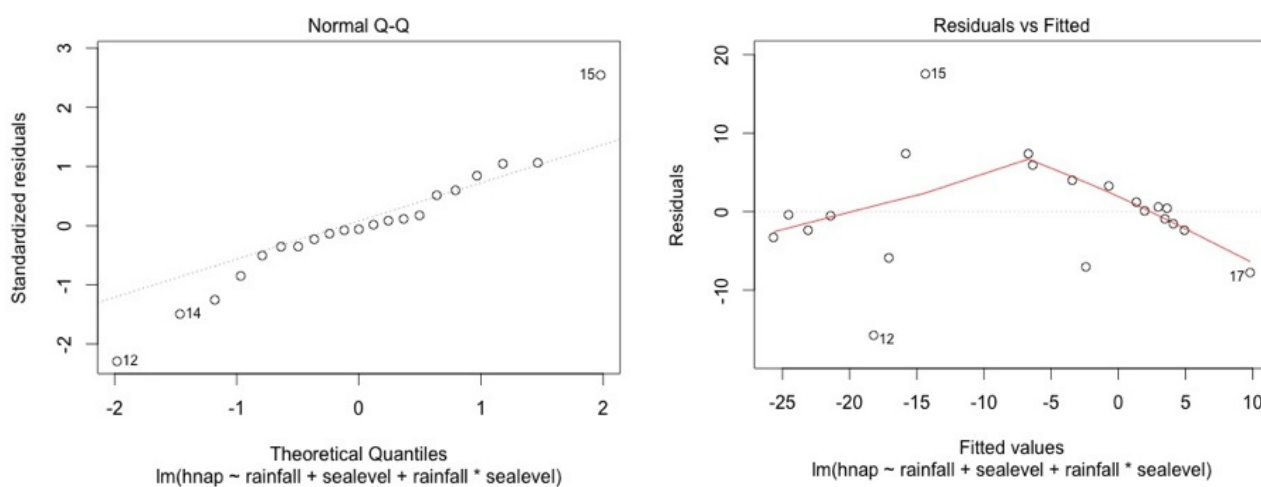 Normal Q-Q
Standardized residuals
3
2
1
0
-1
-2
15
14
12
-2 -1 0 1 2
Theoretical Quantiles
lm(hnap ~ rainfall + sealevel + rainfall * sealevel)
Residuals vs Fitted
Residuals
20
10
0
-10
15
12
17
-25 -20 -15 -10 -5 0 5 10
Fitted values
lm(hnap ~ rainfall + sealevel + rainfall * sealevel)